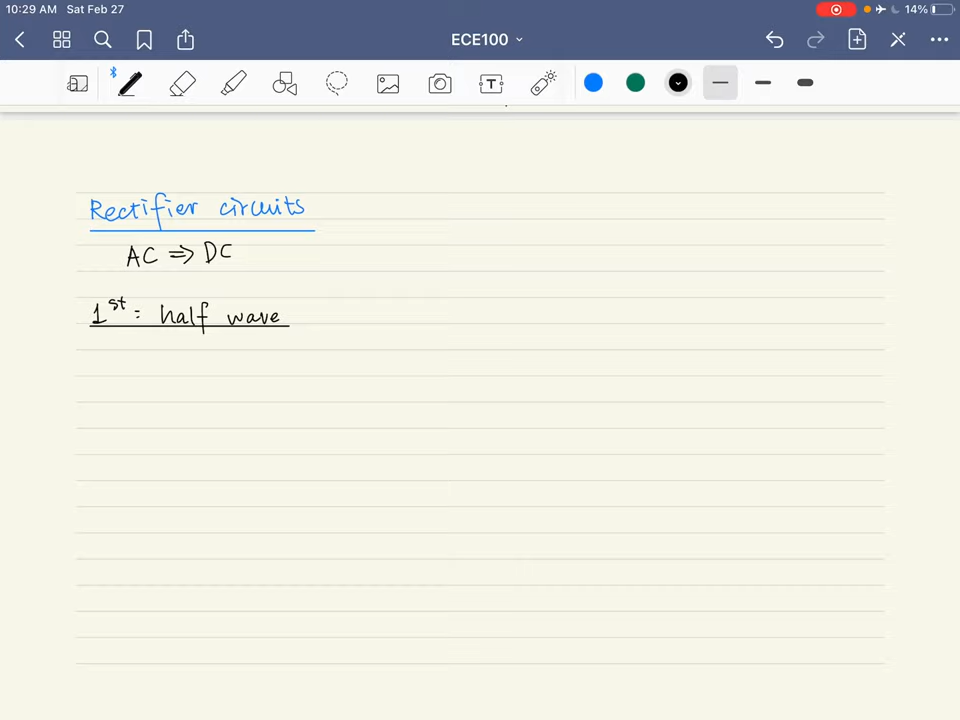 10:29 AM Sat Feb 27 14%
ECE100
T
Rectifier circuits
AC ⇒ DC
1st: half wave